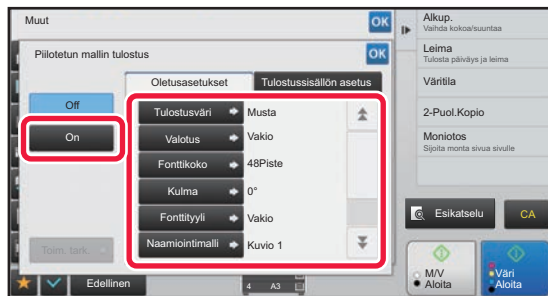 Muut
OK
Piilotetun mallin tulostus
OK
Oletusasetukset
Tulostussisällön asetus
Off
On
Tulostusväri
Musta
Valotus
Vakio
Fonttikoko
48Piste
Kulma
0°
Fonttityyli
Vakio
Naamiointimalli
Kuvio 1
Toim. tark.
Edellinen
4 A3
Alkup.
Vaihda kokoa/suuntaa
Leima
Tulosta päiväys ja leima
Väritila
2-Puol.Kopio
Moniotos
Sijoita monta sivua sivulle
Esikatselu
CA
M/V
Aloita
Väri
Aloita